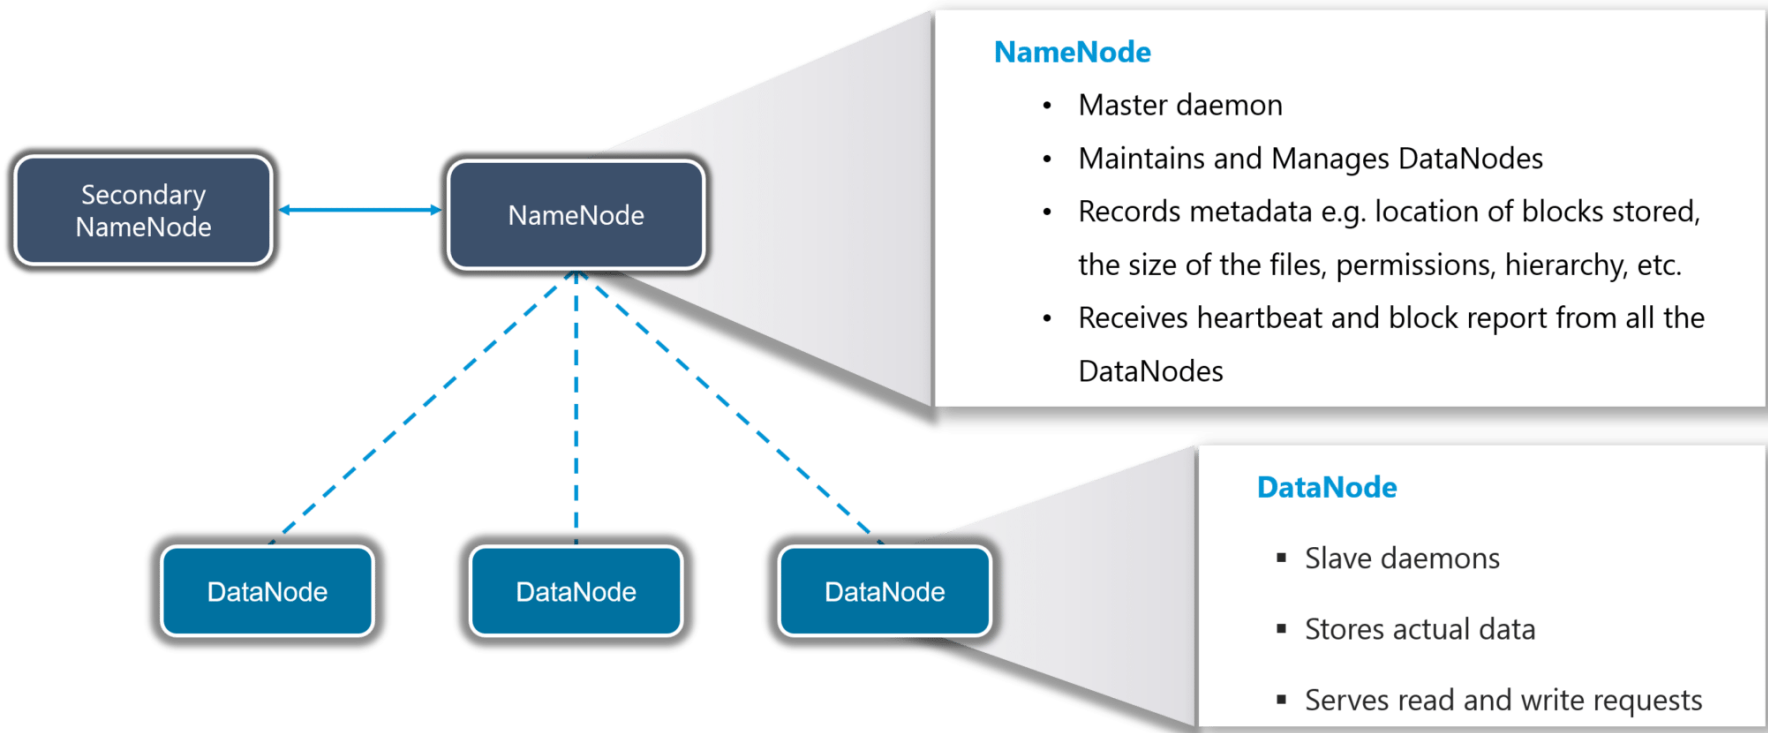 NameNode
• Master daemon
• Maintains and Manages DataNodes
• Records metadata e.g. location of blocks stored,
the size of the files, permissions, hierarchy, etc.
• Receives heartbeat and block report from all the
DataNodes
Secondary
NameNode
NameNode
DataNode
DataNode
DataNode
DataNode
▪ Slave daemons
▪ Stores actual data
▪ Serves read and write requests